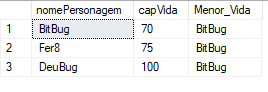 nomePersonagem capVida Menor_Vida
1 BitBug 70 BitBug
2 Fer8 75 BitBug
3 DeuBug 100 BitBug